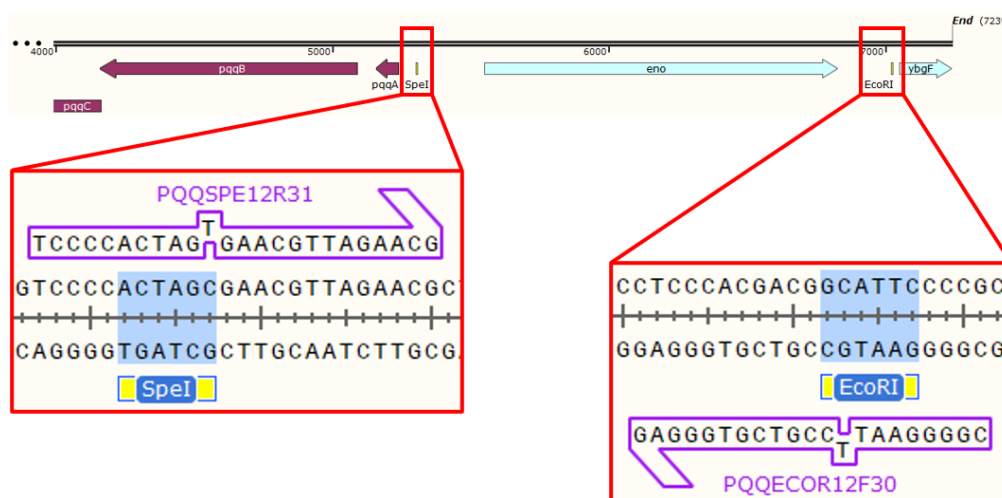 End (723
4000 5000 6000 7000
pqqB pqqA SpeI eno EcoRI ybgF
pqqC
PQQSPE12R31
T
TCCCCACTAG GAACGTTAGAACG
GTCCCCACTAGCGAACGTTAGAACGC
CAGGGGTGATCGCTTGCAATCTTGCG
SpeI
CCTCCCACGACGGCATTCCCCGC
GGAGGGTGCTGCCGTAAGGGGCG
EcoRI
GAGGGTGCTGCC TAAGGGGC
T
PQQECOR12F30